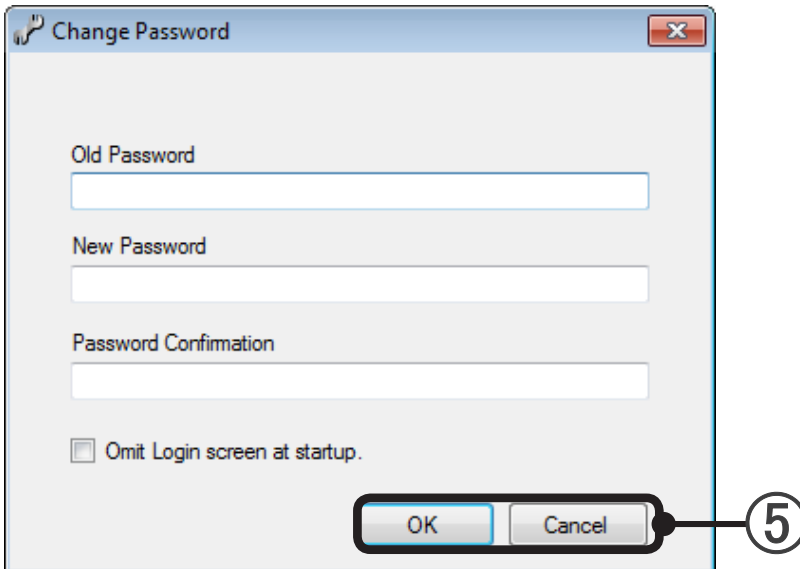 Change Password
Old Password
New Password
Password Confirmation
Omit Login screen at startup.
OK Cancel ⑤